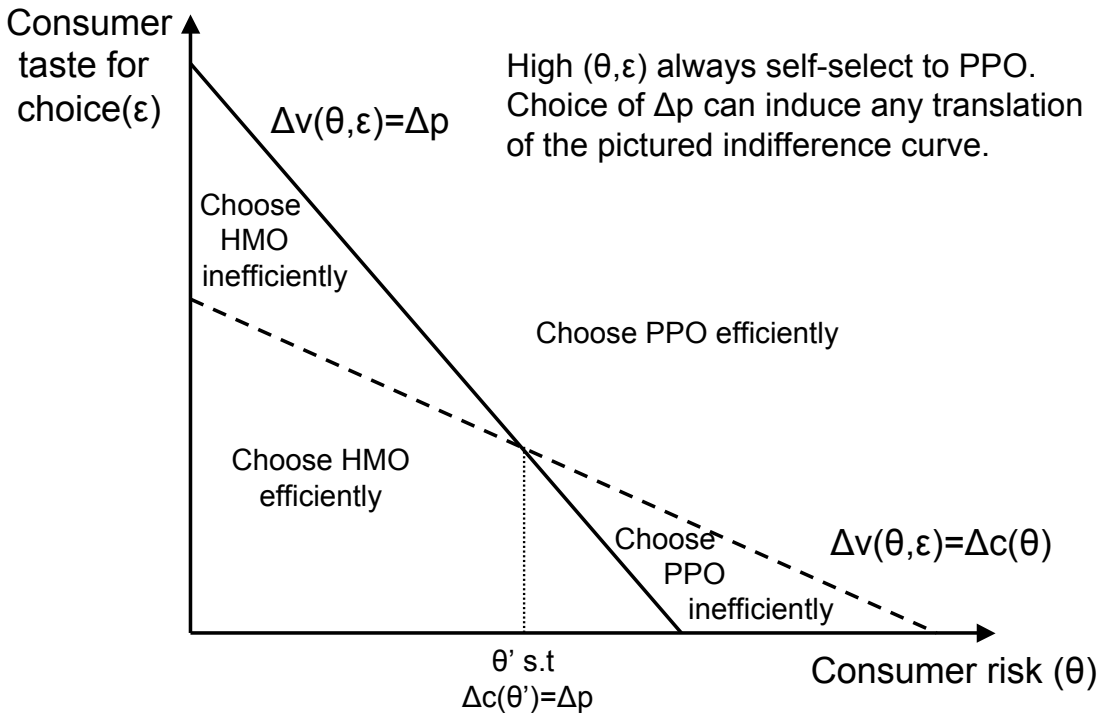 Consumer
taste for
choice(ε)
High (θ,ε) always self-select to PPO.
Choice of Δp can induce any translation
of the pictured indifference curve.
Δv(θ,ε)=Δp
Choose
HMO
inefficiently
Choose PPO efficiently
Choose HMO
efficiently
Choose
PPO
inefficiently
Δv(θ,ε)=Δc(θ)
θ’ s.t
Δc(θ’)=Δp
Consumer risk (θ)